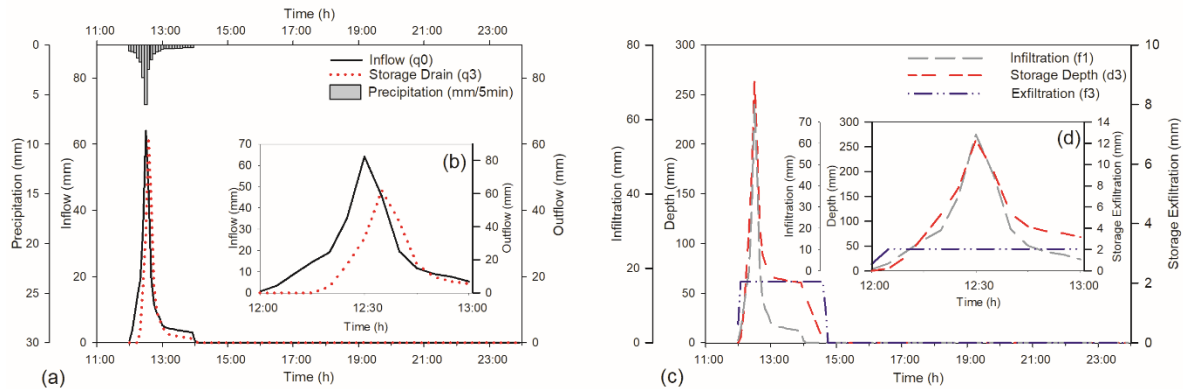 Time (h)
11:00 13:00 15:00 17:00 19:00 21:00 23:00
0 5 10 15 20 25 30
Precipitation (mm)
80 60 40 20 0
Inflow (mm)
Inflow (q0)
Storage Drain (q3)
Precipitation (mm/5min)
80 60 40 20 0
Outflow (mm)
(b)
70 60 50 40 30 20 10 0
Inflow (mm)
80 60 40 20 0
Outflow (mm)
12:00 12:30 13:00
Time (h)
11:00 13:00 15:00 17:00 19:00 21:00 23:00
(a)
Time (h)
80 60 40 20 0
Infiltration (mm)
300 250 200 150 100 50 0
Depth (mm)
Infiltration (f1)
Storage Depth (d3)
Exfiltration (f3)
10 8 6 4 2 0
Storage Exfiltration (mm)
(d)
70 60 50 40 30 20 10 0
Infiltration (mm)
300 250 200 150 100 50 0
Depth (mm)
14 12 10 8 6 4 2 0
Storage Exfiltration (mm)
12:00 12:30 13:00
Time (h)
11:00 13:00 15:00 17:00 19:00 21:00 23:00
(c)
Time (h)